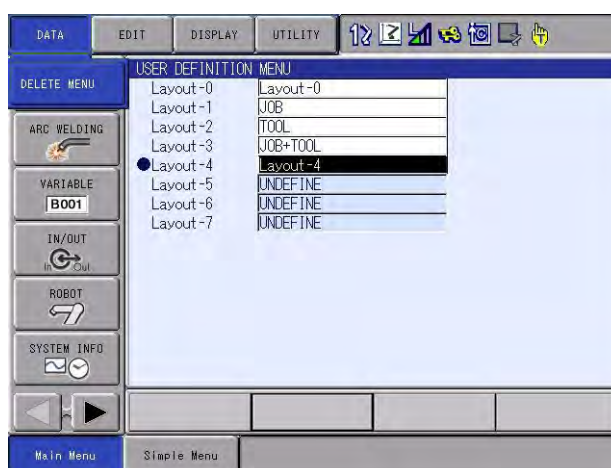 DATA EDIT DISPLAY UTILITY
DELETE MENU
USER DEFINITION MENU
Layout-0 Layout-0
Layout-1 JOB
Layout-2 TOOL
Layout-3 JOB+TOOL
Layout-4 Layout-4
Layout-5 UNDEFINE
Layout-6 UNDEFINE
Layout-7 UNDEFINE
ARC WELDING
VARIABLE
B001
IN/OUT
In Out
ROBOT
SYSTEM INFO
Main Menu Simple Menu